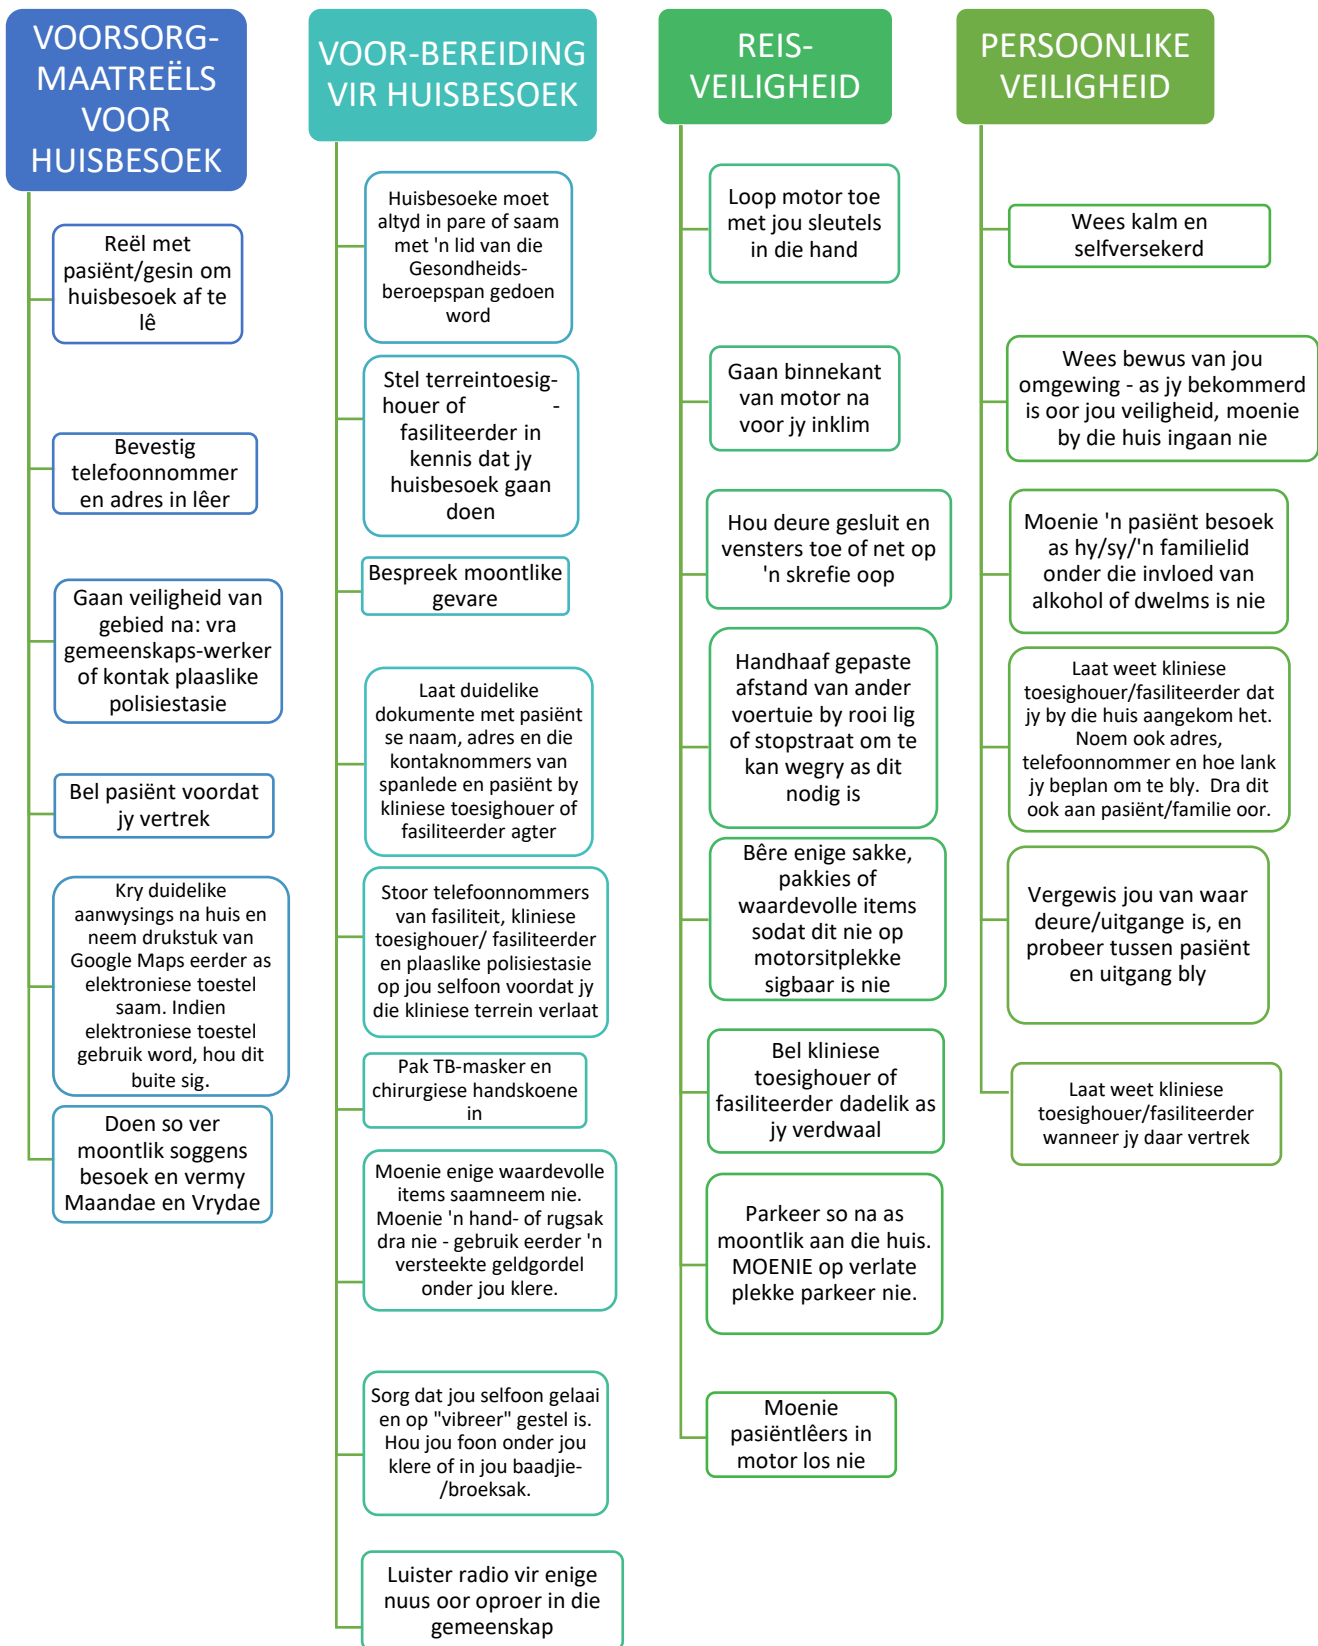 VOORSORG-
MAATREËLS
VOOR
HUISBESOEK
Reël met
pasiënt/gesin om
huisbesoek af te
lê
Bevestig
telefoonnommer
en adres in lêer
Gaan veiligheid van
gebied na: vra
gemeenskaps-werker
of kontak plaaslike
polisiestasie
Bel pasiënt voordat
jy vertrek
Kry duidelike
aanwysings na huis en
neem drukstuk van
Google Maps eerder as
elektroniese toestel
saam. Indien
elektroniese toestel
gebruik word, hou dit
buite sig.
Doen so ver
moontlik soggens
besoek en vermy
Maandae en Vrydae
VOOR-BEREIDING
VIR HUISBESOEK
Huisbesoeke moet
altyd in pare of saam
met 'n lid van die
Gesondheids-
beroepspan gedoen
word
Stel terreintoesig-
houer of -
fasiliteerder in
kennis dat jy
huisbesoek gaan
doen
Bespreek moontlike
gevare
Laat duidelike
dokumente met pasiënt
se naam, adres en die
kontaknommers van
spanlede en pasiënt by
kliniese toesighouer of
fasiliteerder agter
Stoor telefoonnommers
van fasiliteit, kliniese
toesighouer/ fasiliteerder
en plaaslike polisiestasie
op jou selfoon voordat jy
die kliniese terrein verlaat
Pak TB-masker en
chirurgiese handskoene
in
Moenie enige waardevolle
items saamneem nie.
Moenie 'n hand- of rugsak
dra nie - gebruik eerder 'n
versteekte geldgordel
onder jou klere.
Sorg dat jou selfoon gelaai
en op "vibreer" gestel is.
Hou jou foon onder jou
klere of in jou baadjie-
/broeksak.
Luister radio vir enige
nuus oor oproer in die
gemeenskap
REIS-
VEILIGHEID
Loop motor toe
met jou sleutels
in die hand
Gaan binnekant
van motor na
voor jy inklim
Hou deure gesluit en
vensters toe of net op
'n skrefie oop
Handhaaf gepaste
afstand van ander
voertuie by rooi lig
of stopstraat om te
kan wegry as dit
nodig is
Bêre enige sakke,
pakkies of
waardevolle items
sodat dit nie op
motorsitplekke
sigbaar is nie
Bel kliniese
toesighouer of
fasiliteerder dadelik as
jy verdwaal
Parkeer so na as
moontlik aan die huis.
MOENIE op verlate
plekke parkeer nie.
Moenie
pasiëntlêers in
motor los nie
PERSOONLIKE
VEILIGHEID
Wees kalm en
selfversekerd
Wees bewus van jou
omgewing - as jy bekommerd
is oor jou veiligheid, moenie
by die huis ingaan nie
Moenie 'n pasiënt besoek
as hy/sy/'n familielid
onder die invloed van
alkohol of dwelms is nie
Laat weet kliniese
toesighouer/fasiliteerder dat
jy by die huis aangekom het.
Noem ook adres,
telefoonnommer en hoe lank
jy beplan om te bly. Dra dit
ook aan pasiënt/familie oor.
Vergewis jou van waar
deure/uitgange is, en
probeer tussen pasiënt
en uitgang bly
Laat weet kliniese
toesighouer/fasiliteerder
wanneer jy daar vertrek